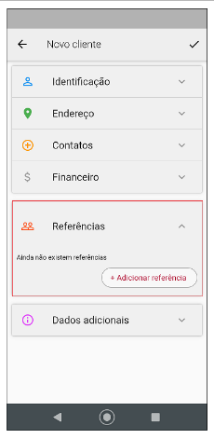 Novo cliente
Identificação
Endereço
Contatos
Financeiro
Referências
Ainda não existem referências
+ Adicionar referência
Dados adicionais